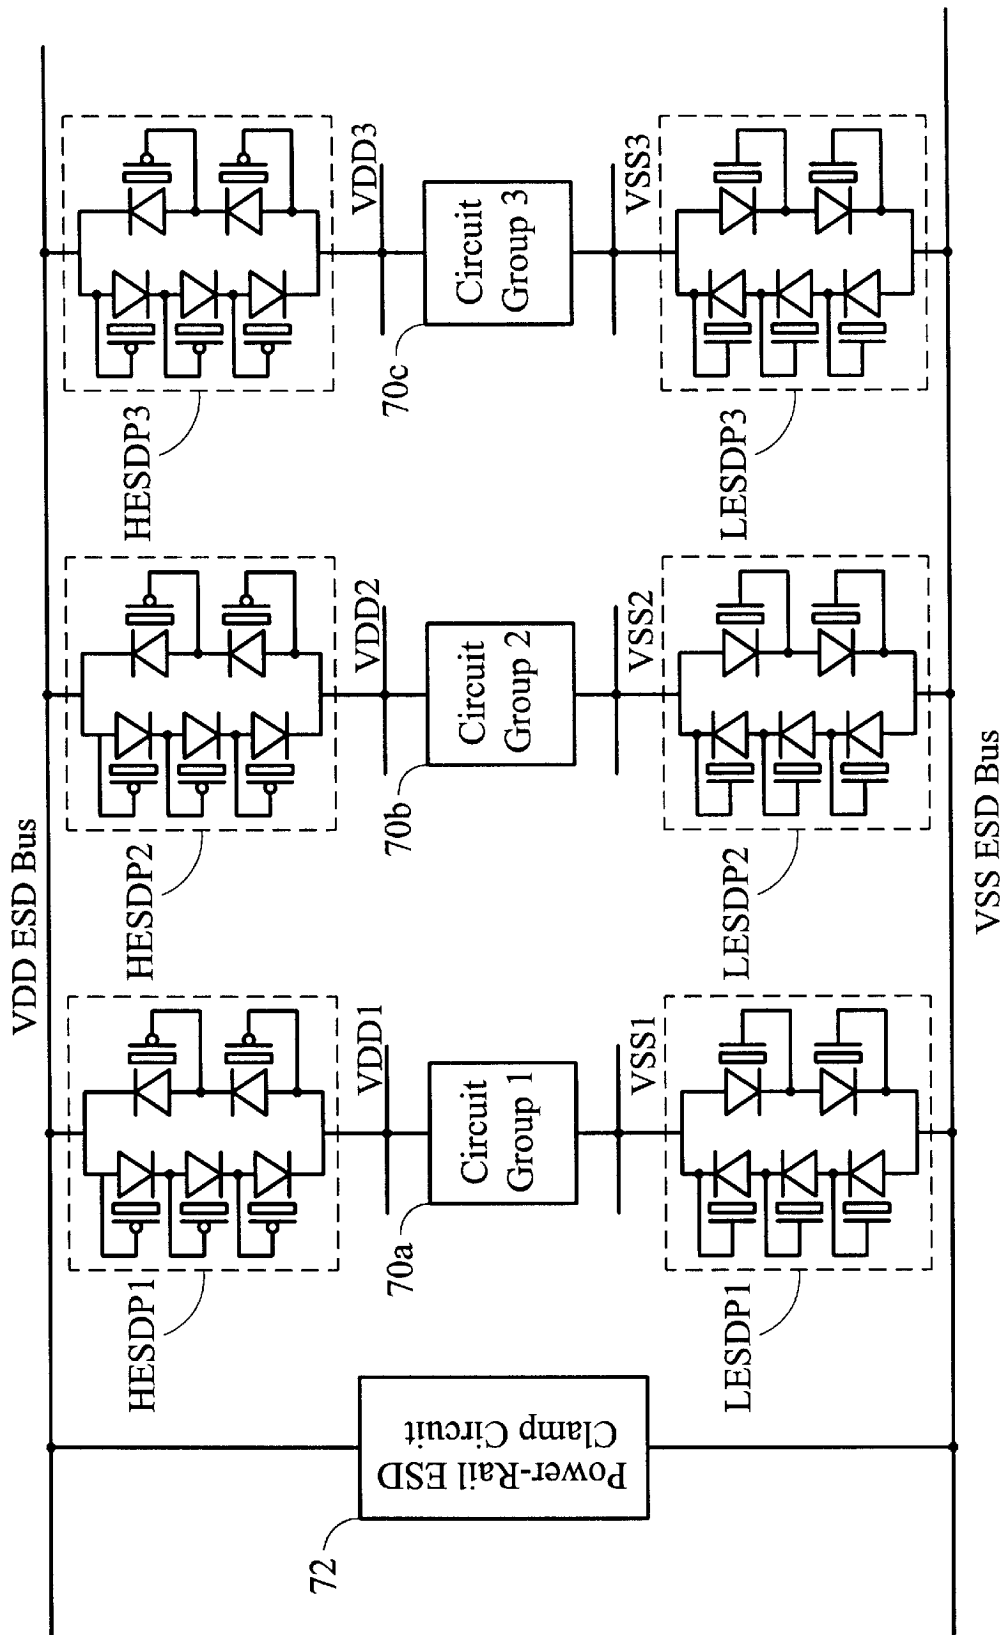 VDD ESD Bus
HESDP1
HESDP2
HESDP3
VDD1
VDD2
VDD3
72
Power-Rail ESD
Clamp Circuit
70a
Circuit
Group 1
70b
Circuit
Group 2
70c
Circuit
Group 3
VSS1
VSS2
VSS3
LESDP1
LESDP2
LESDP3
VSS ESD Bus